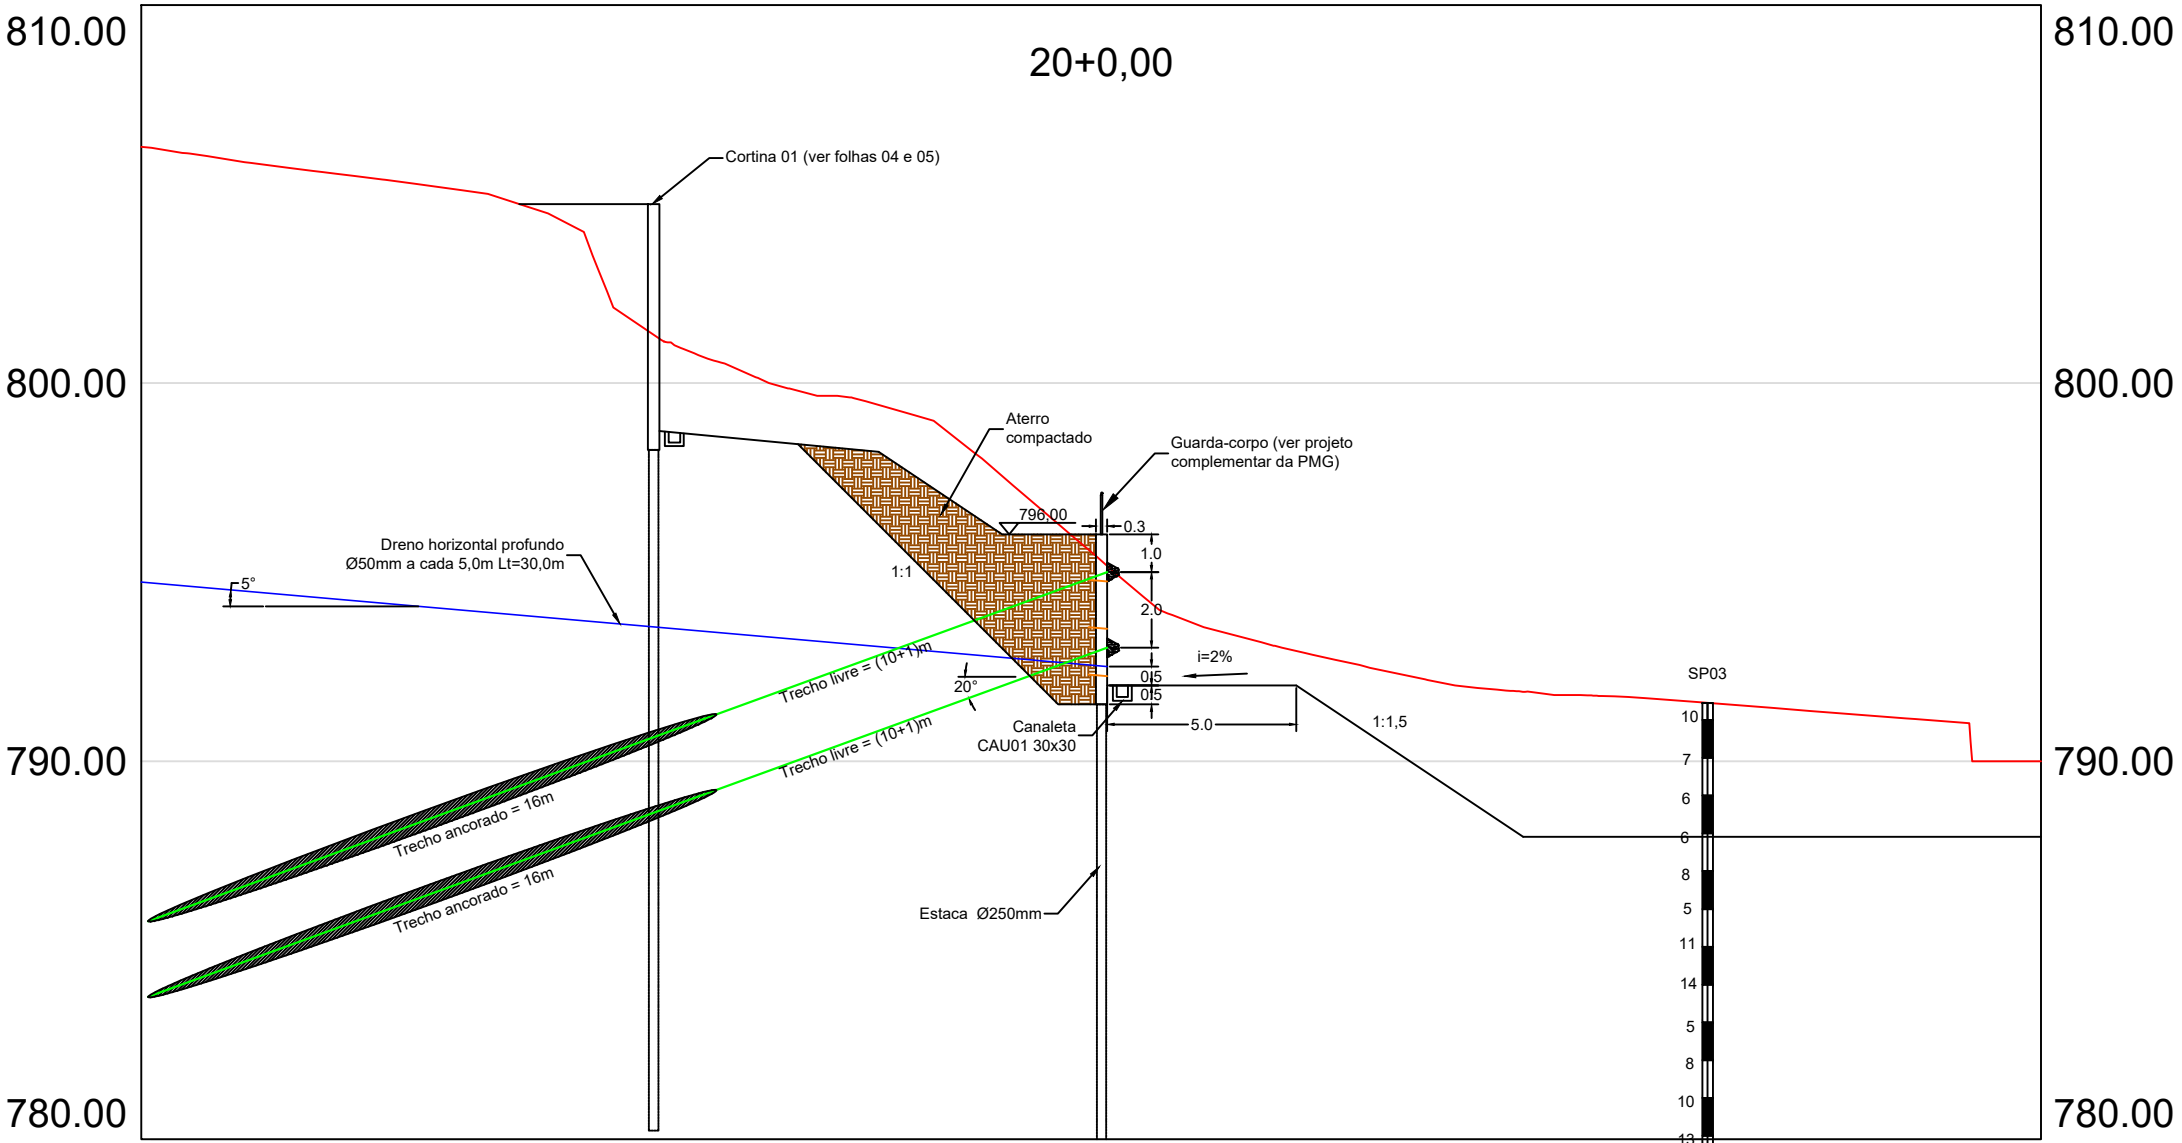 810.00
810.00
20+0,00
Cortina 01 (ver folhas 04 e 05)
800.00
800.00
Aterro
compactado
Guarda-corpo (ver projeto
complementar da PMG)
796,00
0.3
1.0
Dreno horizontal profundo
Ø50mm a cada 5,0m Lt=30,0m
5°
1:1
2.0
Trecho livre = (10+1)m
i=2%
20°
0.5
0.5
SP03
Canaleta
CAU01 30x30
5.0
1:1,5
Trecho livre = (10+1)m
790.00
790.00
Trecho ancorado = 16m
Trecho ancorado = 16m
Estaca Ø250mm
10
7
6
6
8
5
11
14
5
8
10
13
780.00
780.00